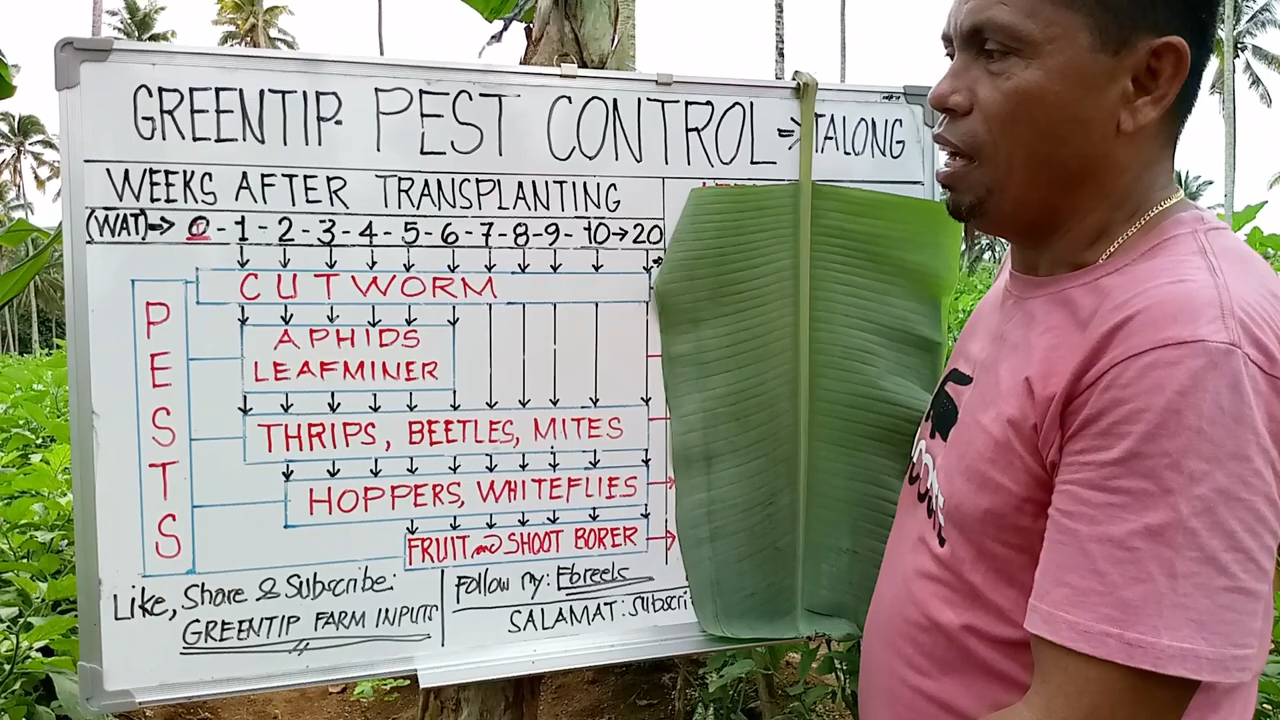 GREENTIP PEST CONTROL => TALONG
WEEKS AFTER TRANSPLANTING
(WAT)=> 0 - 1 - 2 - 3 - 4 - 5 - 6 - 7 - 8 - 9 - 10 → 20
PESTS
CUTWORM
APHIDS
LEAFMINER
THRIPS, BEETLES, MITES
HOPPERS, WHITEFLIES
FRUIT and SHOOT BORER
Like, Share & Subscribe:
GREENTIP FARM INPUTS
Follow My: Ebreels
SALAMAT: Subscri